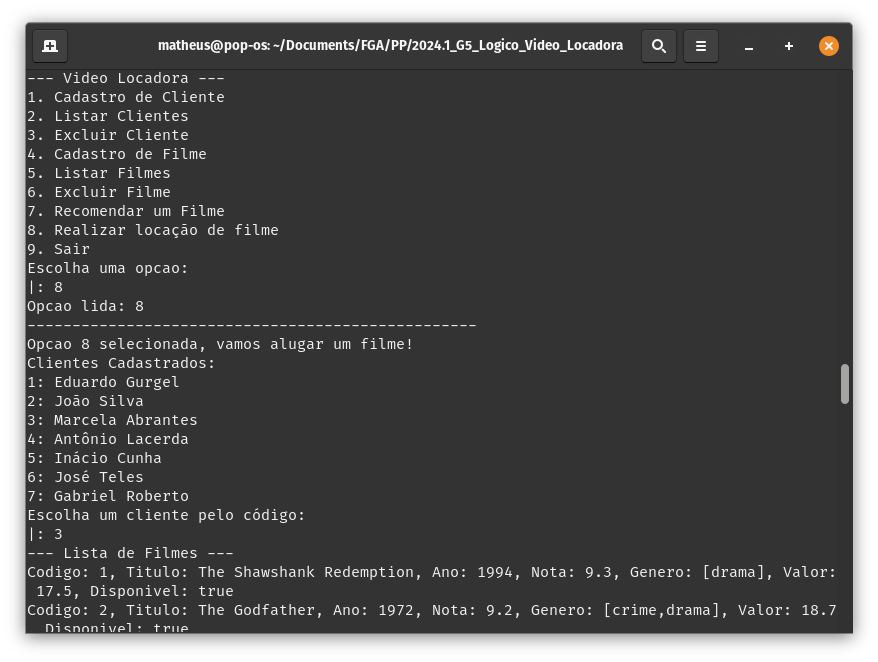 matheus@pop-os: ~/Documents/FGA/PP/2024.1_G5_Logico_Video_Locadora
--- Video Locadora ---
1. Cadastro de Cliente
2. Listar Clientes
3. Excluir Cliente
4. Cadastro de Filme
5. Listar Filmes
6. Excluir Filme
7. Recomendar um Filme
8. Realizar locação de filme
9. Sair
Escolha uma opcao:
|: 8
Opcao lida: 8
--------------------------------------------------
Opcao 8 selecionada, vamos alugar um filme!
Clientes Cadastrados:
1: Eduardo Gurgel
2: João Silva
3: Marcela Abrantes
4: Antônio Lacerda
5: Inácio Cunha
6: José Teles
7: Gabriel Roberto
Escolha um cliente pelo código:
|: 3
--- Lista de Filmes ---
Codigo: 1, Titulo: The Shawshank Redemption, Ano: 1994, Nota: 9.3, Genero: [drama], Valor:
 17.5, Disponivel: true
Codigo: 2, Titulo: The Godfather, Ano: 1972, Nota: 9.2, Genero: [crime,drama], Valor: 18.7
, Disponivel: true